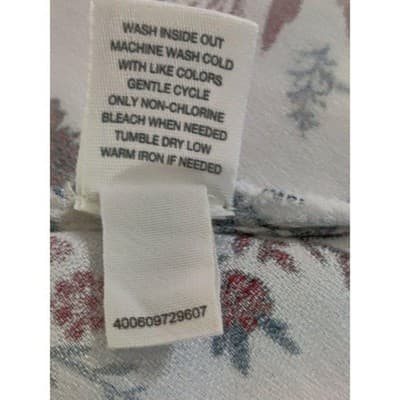 WASH INSIDE OUT
MACHINE WASH COLD
WITH LIKE COLORS
GENTLE CYCLE
ONLY NON-CHLORINE
BLEACH WHEN NEEDED
TUMBLE DRY LOW
WARM IRON IF NEEDED
400609729607